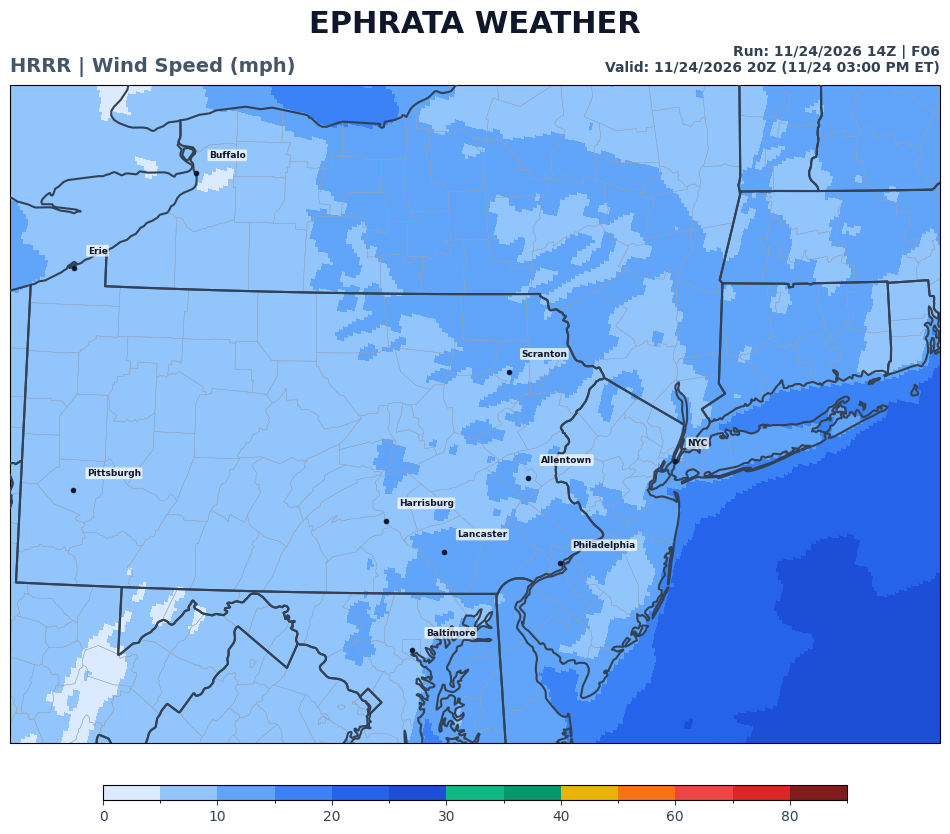 EPHRATA WEATHER
HRRR | Wind Speed (mph)
Run: 11/24/2026 14Z | F06
Valid: 11/24/2026 20Z (11/24 03:00 PM ET)
Buffalo
Erie
Scranton
NYC
Allentown
Pittsburgh
Harrisburg
Lancaster
Philadelphia
Baltimore
0 10 20 30 40 60 80